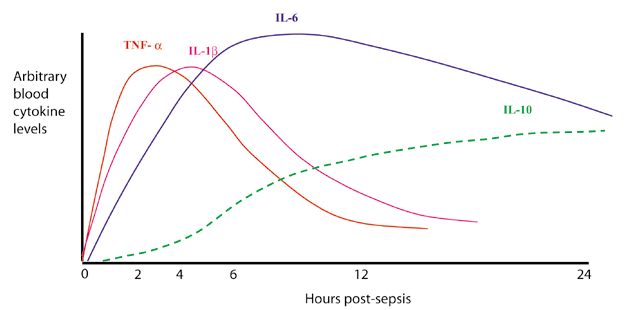 IL-6
TNF- α
IL-1β
Arbitrary
blood
cytokine
levels
IL-10
0 2 4 6 12 24
Hours post-sepsis